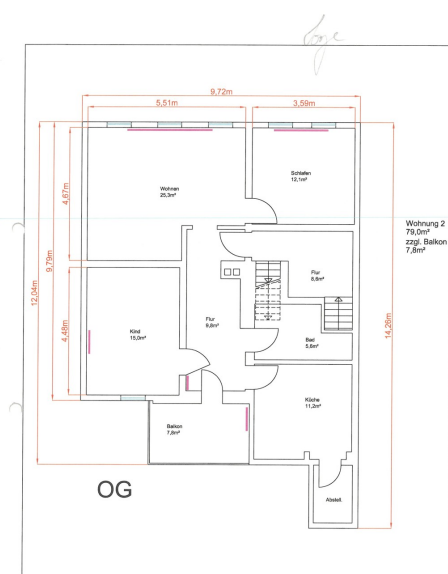 9,72m
5,51m
3,59m
Wohnen
25,3m²
Schlafen
12,1m²
4,67m
9,79m
12,04m
4,48m
14,26m
Wohnung 2
79,0m²
zzgl. Balkon
7,8m²
Flur
8,8m²
Flur
9,8m²
Kind
15,0m²
Bad
5,6m²
Küche
11,2m²
Balkon
7,8m²
Abstell.
OG